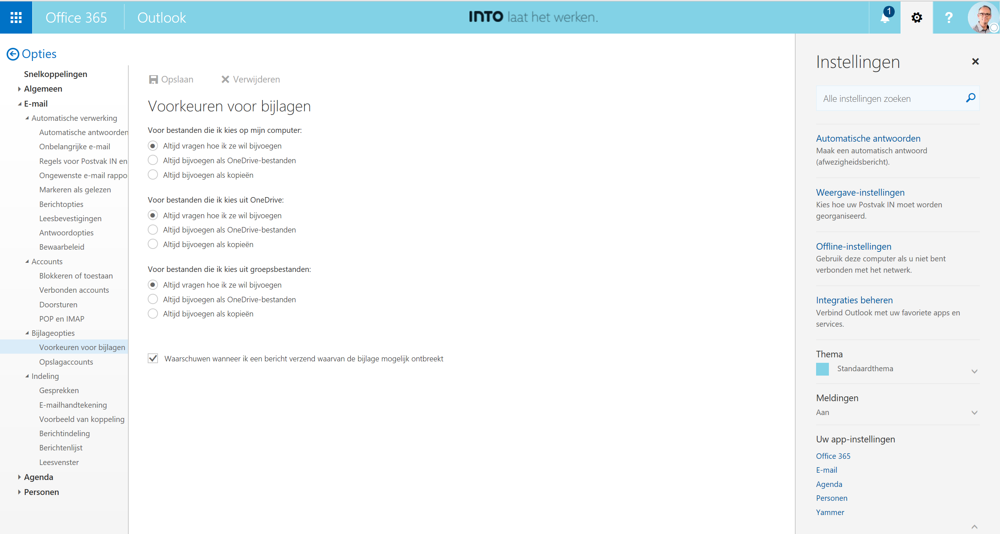 Office 365
Outlook
INTO laat het werken.
1
?
Opties
Snelkoppelingen
Algemeen
E-mail
Automatische verwerking
Automatische antwoorden
Onbelangrijke e-mail
Regels voor Postvak IN en
Ongewenste e-mail rappo
Markeren als gelezen
Berichtopties
Leesbevestigingen
Antwoordopties
Bewaarbeleid
Accounts
Blokkeren of toestaan
Verbonden accounts
Doorsturen
POP en IMAP
Bijlageopties
Voorkeuren voor bijlagen
Opslagaccounts
Indeling
Gesprekken
E-mailhandtekening
Voorbeeld van koppeling
Berichtindeling
Berichtenlijst
Leesvenster
Agenda
Personen
Opslaan
Verwijderen
Voorkeuren voor bijlagen
Voor bestanden die ik kies op mijn computer:
Altijd vragen hoe ik ze wil bijvoegen
Altijd bijvoegen als OneDrive-bestanden
Altijd bijvoegen als kopieën
Voor bestanden die ik kies uit OneDrive:
Altijd vragen hoe ik ze wil bijvoegen
Altijd bijvoegen als OneDrive-bestanden
Altijd bijvoegen als kopieën
Voor bestanden die ik kies uit groepsbestanden:
Altijd vragen hoe ik ze wil bijvoegen
Altijd bijvoegen als OneDrive-bestanden
Altijd bijvoegen als kopieën
Waarschuwen wanneer ik een bericht verzend waarvan de bijlage mogelijk ontbreekt
Instellingen
Alle instellingen zoeken
Automatische antwoorden
Maak een automatisch antwoord
(afwezigheidsbericht).
Weergave-instellingen
Kies hoe uw Postvak IN moet worden
georganiseerd.
Offline-instellingen
Gebruik deze computer als u niet bent
verbonden met het netwerk.
Integraties beheren
Verbind Outlook met uw favoriete apps en
services.
Thema
Standaardthema
Meldingen
Aan
Uw app-instellingen
Office 365
E-mail
Agenda
Personen
Yammer